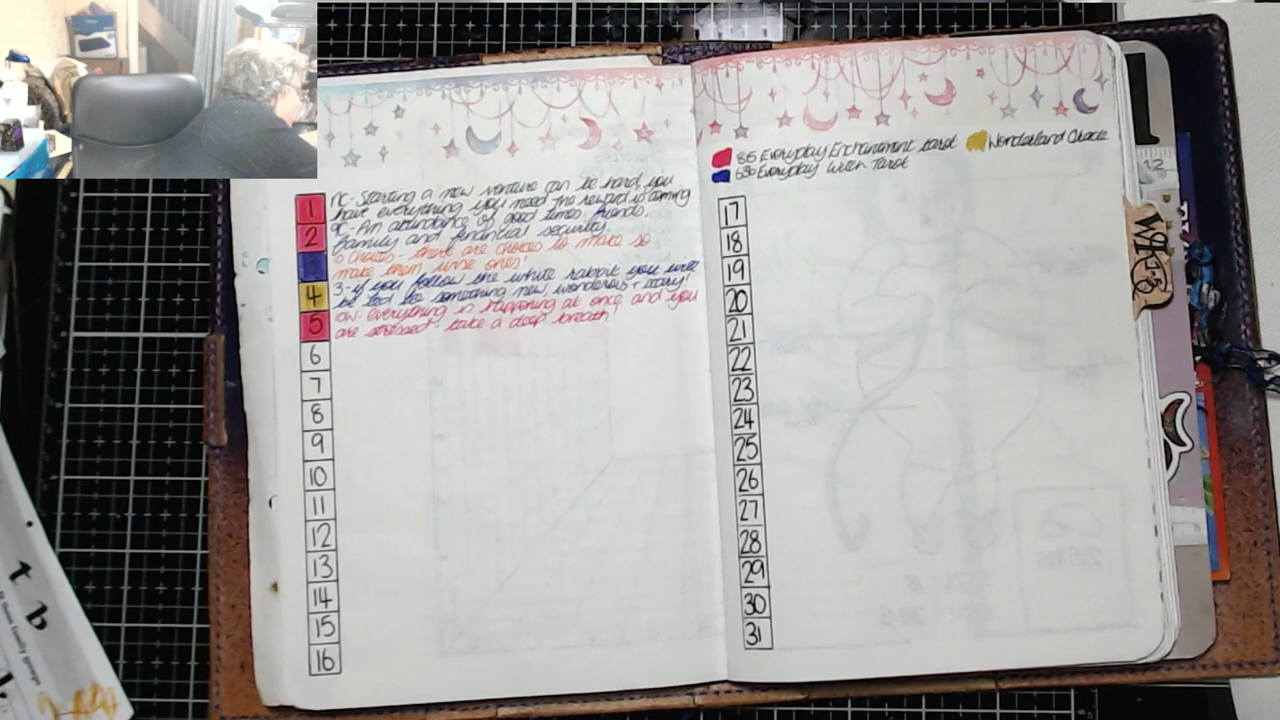 1 PC- Starting a new venture can be hard, you
have everything you need the reward is coming
2 9C- An abundance of good times, friends,
family and financial security.
0 Choices - there are choices to make so
make them wise ones!
4 3- if you follow the white rabbit you will
be led to something new, wonderous + scary!
5 10W- everything is happening at once and you
are stressed - take a deep breath!
6
7
8
9
10
11
12
13
14
15
16
85 Everyday Enchantment tarot
Wonderland Oracle
Everyday Witch Tarot
17
18
19
20
21
22
23
24
25
26
27
28
29
30
31
12
t b